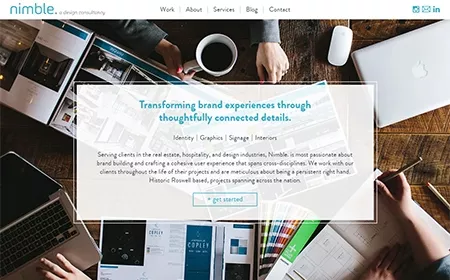 nimble. a design consultancy.
Work | About | Services | Blog | Contact
Transforming brand experiences through
thoughtfully connected details.
Identity | Graphics | Signage | Interiors
Serving clients in the real estate, hospitality, and design industries, Nimble. is most passionate about
brand building and crafting a cohesive user experience that spans cross-disciplines. We work with our
clients throughout the life of their projects and are meticulous about being a persistent right hand.
Historic Roswell based, projects spanning across the nation.
+ get started
COPLEY